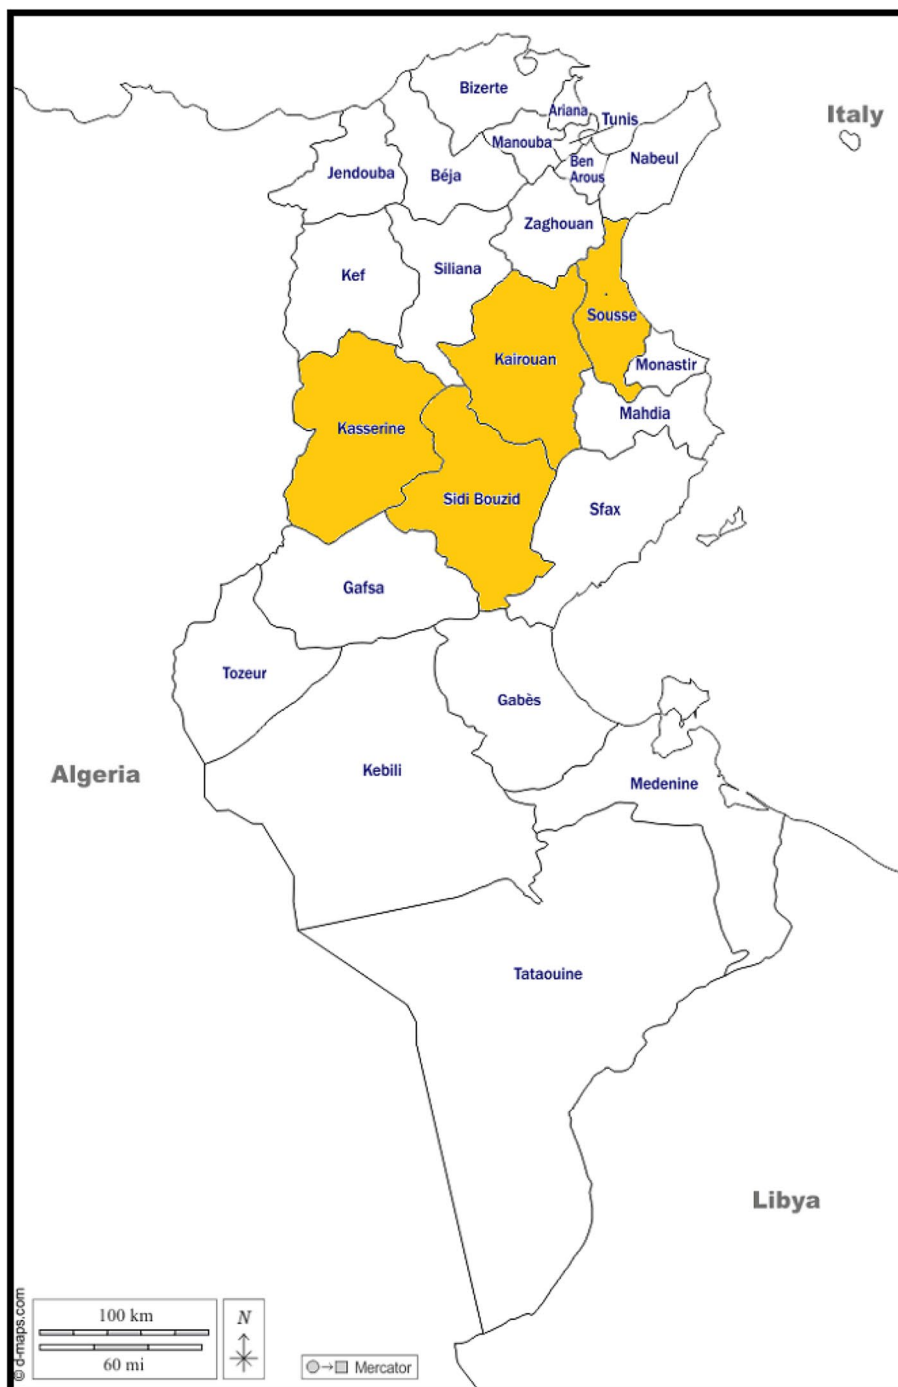 Bizerte
Ariana
Tunis
Italy
Manouba
Ben
Arous
Nabeul
Jendouba
Béja
Zaghouan
Kef
Siliana
Sousse
Kairouan
Monastir
Mahdia
Kasserine
Sidi Bouzid
Sfax
Gafsa
Tozeur
Gabès
Algeria
Kebili
Medenine
Tataouine
Libya
© d-maps.com
100 km
60 mi
N
Mercator